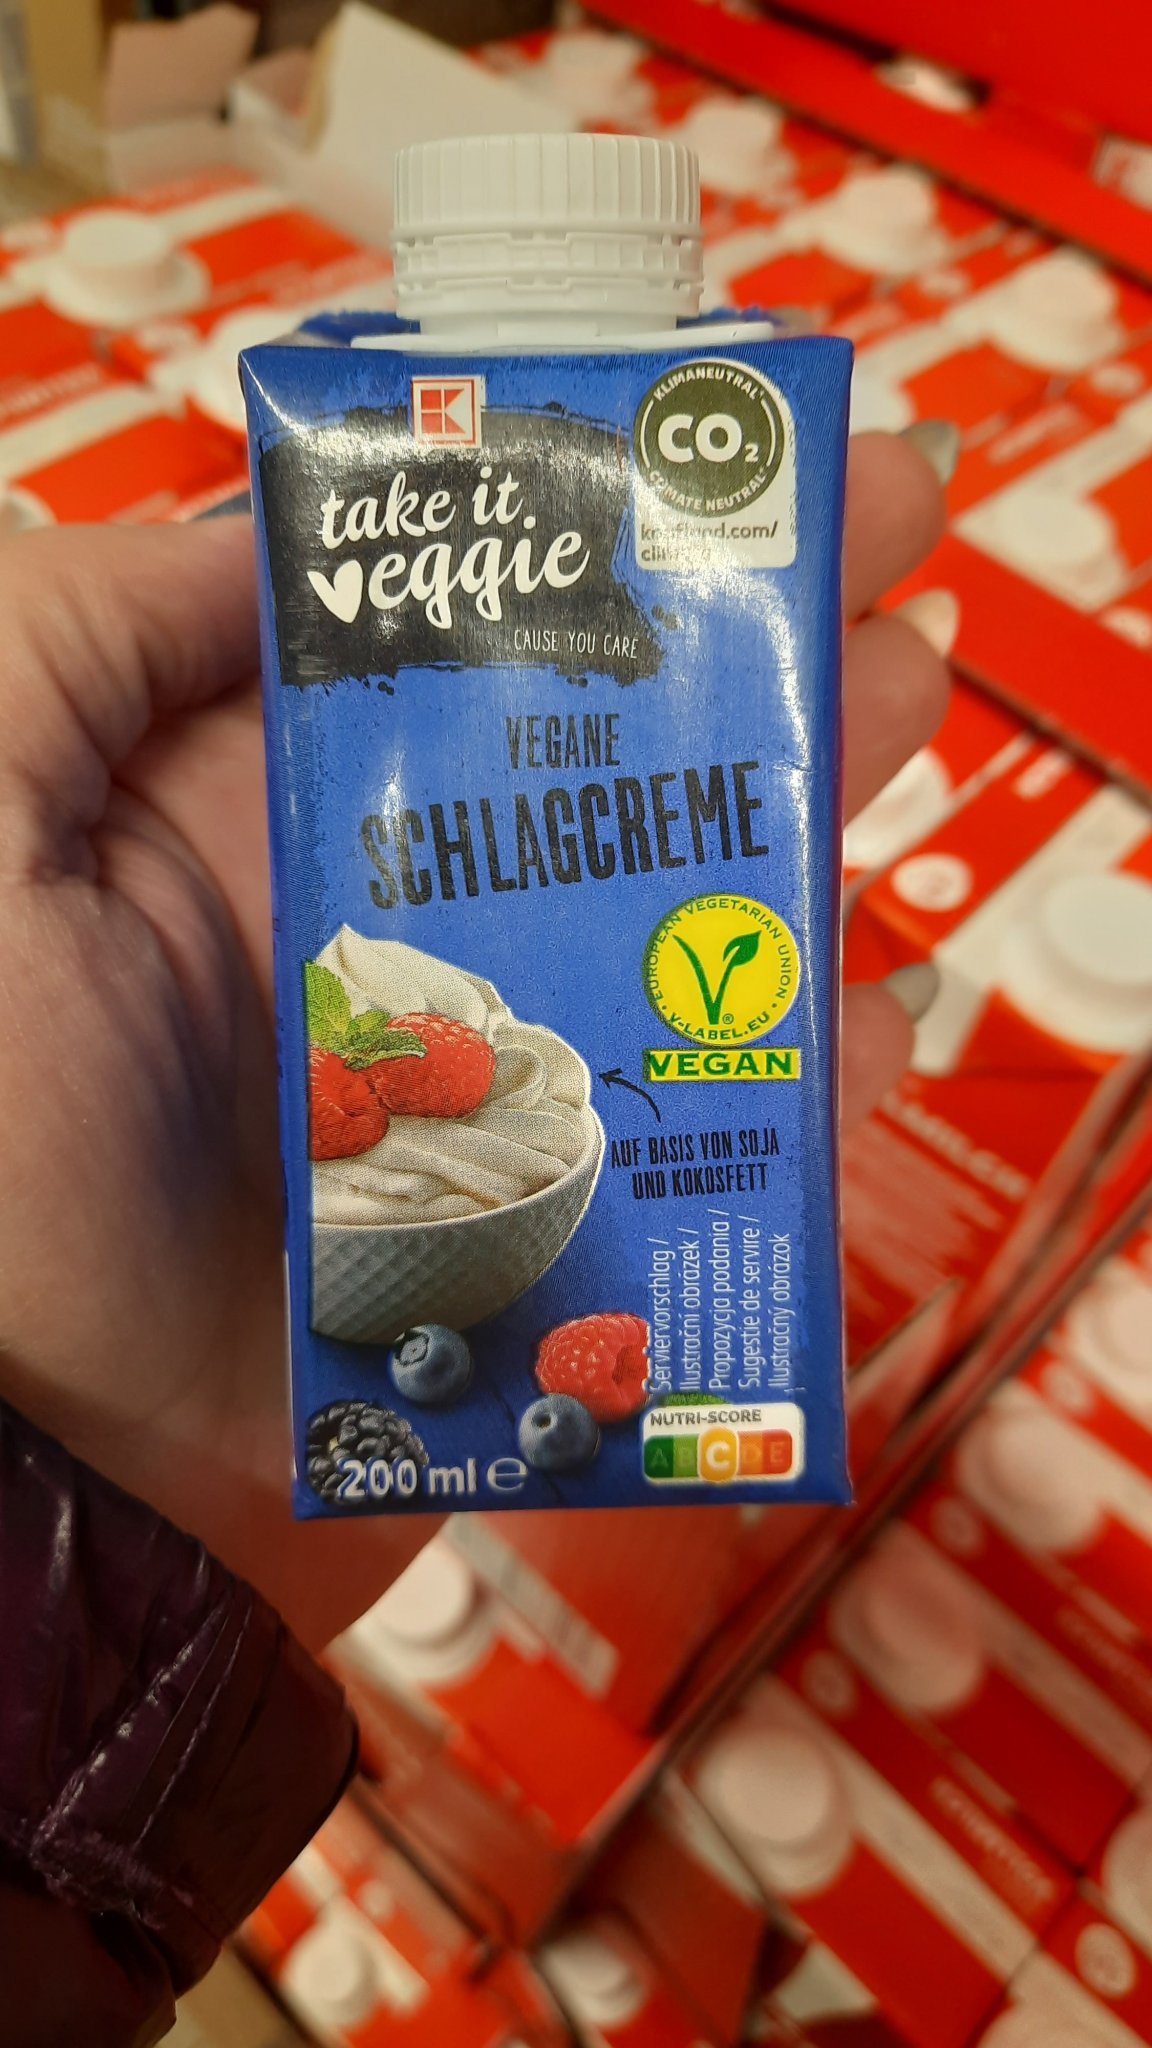 K
take it
veggie
CAUSE YOU CARE
KLIMANEUTRAL
CO2
CLIMATE NEUTRAL
kaufland.com/
VEGANE
SCHLAGCREME
EUROPEAN VEGETARIAN UNION
V-LABEL.EU
VEGAN
AUF BASIS VON SOJA
UND KOKOSFETT
Serviervorschlag /
Ilustrační obrázek /
Propozycja podania /
Sugestie de servire /
Ilustračný obrázok
NUTRI-SCORE
A B C D E
200 ml e